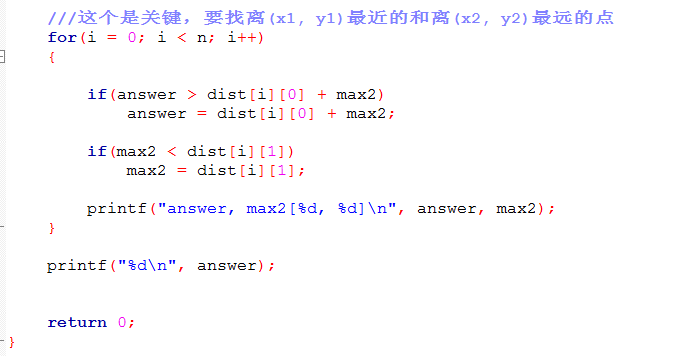 ///这个是关键，要找离(x1, y1)最近的和离(x2, y2)最远的点
for(i = 0; i < n; i++)
{
if(answer > dist[i][0] + max2)
answer = dist[i][0] + max2;
if(max2 < dist[i][1])
max2 = dist[i][1];
printf("answer, max2[%d, %d]\n", answer, max2);
}
printf("%d\n", answer);
return 0;
}